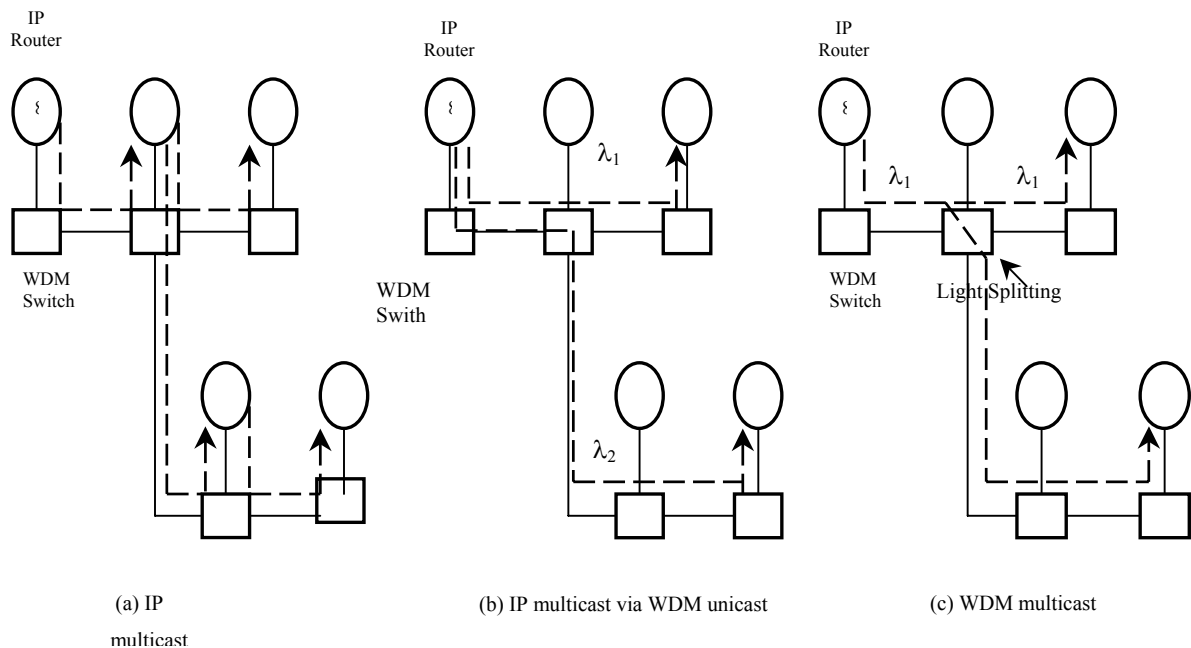 IP
Router
WDM
Switch
(a) IP
multicast
IP
Router
λ1
WDM
Swith
λ2
(b) IP multicast via WDM unicast
IP
Router
λ1
λ1
WDM
Switch
Light Splitting
(c) WDM multicast